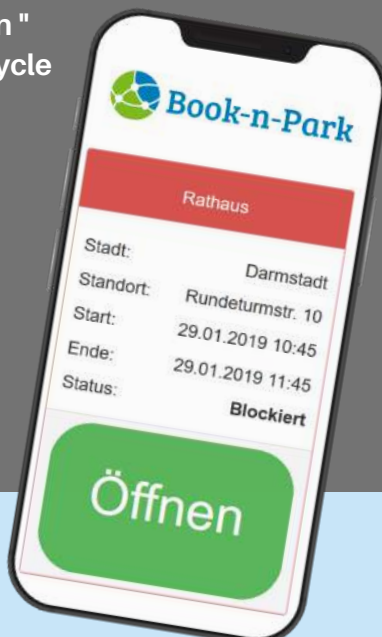 n "
ycle
Book-n-Park
Rathaus
Stadt: Darmstadt
Standort: Rundeturmstr. 10
Start: 29.01.2019 10:45
Ende: 29.01.2019 11:45
Status: Blockiert
Öffnen